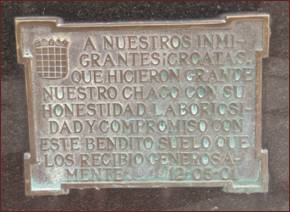 A NUESTROS INMI
GRANTES CROATAS,
QUE HICIERON GRANDE
NUESTRO CHACO CON SU
HONESTIDAD LABORIOSI
DAD Y COMPROMISO CON
ESTE BENDITO SUELO QUE
LOS RECIBIO GENEROSA-
MENTE 12-05-01